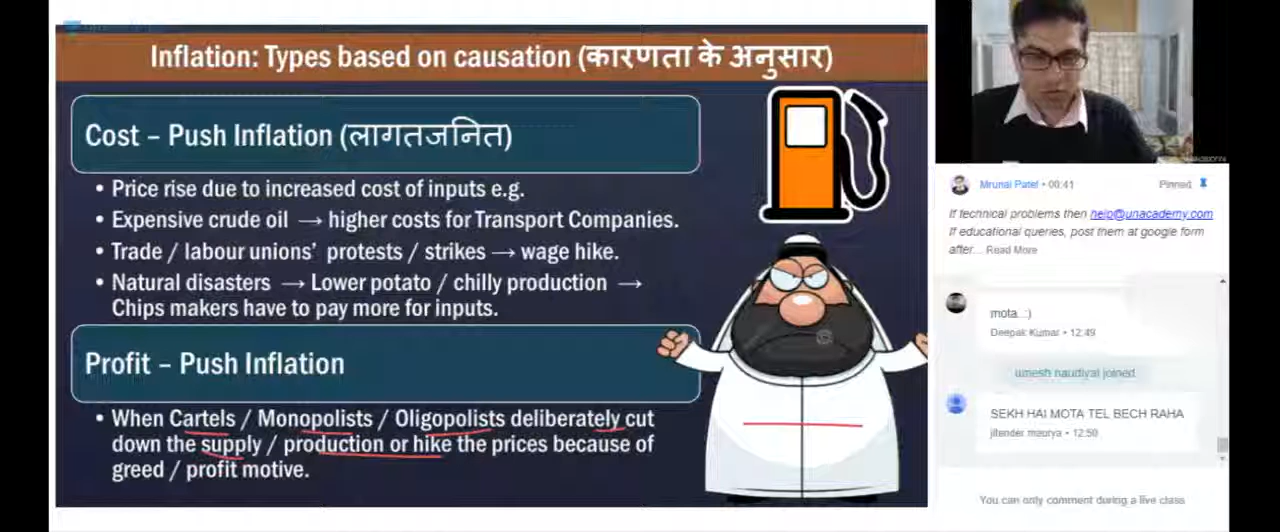 Inflation: Types based on causation (कारणता के अनुसार)
Cost – Push Inflation (लागतजनित)
• Price rise due to increased cost of inputs e.g.
• Expensive crude oil → higher costs for Transport Companies.
• Trade / labour unions' protests / strikes → wage hike.
• Natural disasters → Lower potato / chilly production →
Chips makers have to pay more for inputs.
Profit – Push Inflation
• When Cartels / Monopolists / Oligopolists deliberately cut
down the supply / production or hike the prices because of
greed / profit motive.
Mrunal Patel • 00:41 Pinned
If technical problems then help@unacademy.com
If educational queries, post them at google form
after... Read More
mota..:)
Deepak Kumar • 12:49
umesh naudiyal joined
SEKH HAI MOTA TEL BECH RAHA
jitender maurya • 12:50
You can only comment during a live class